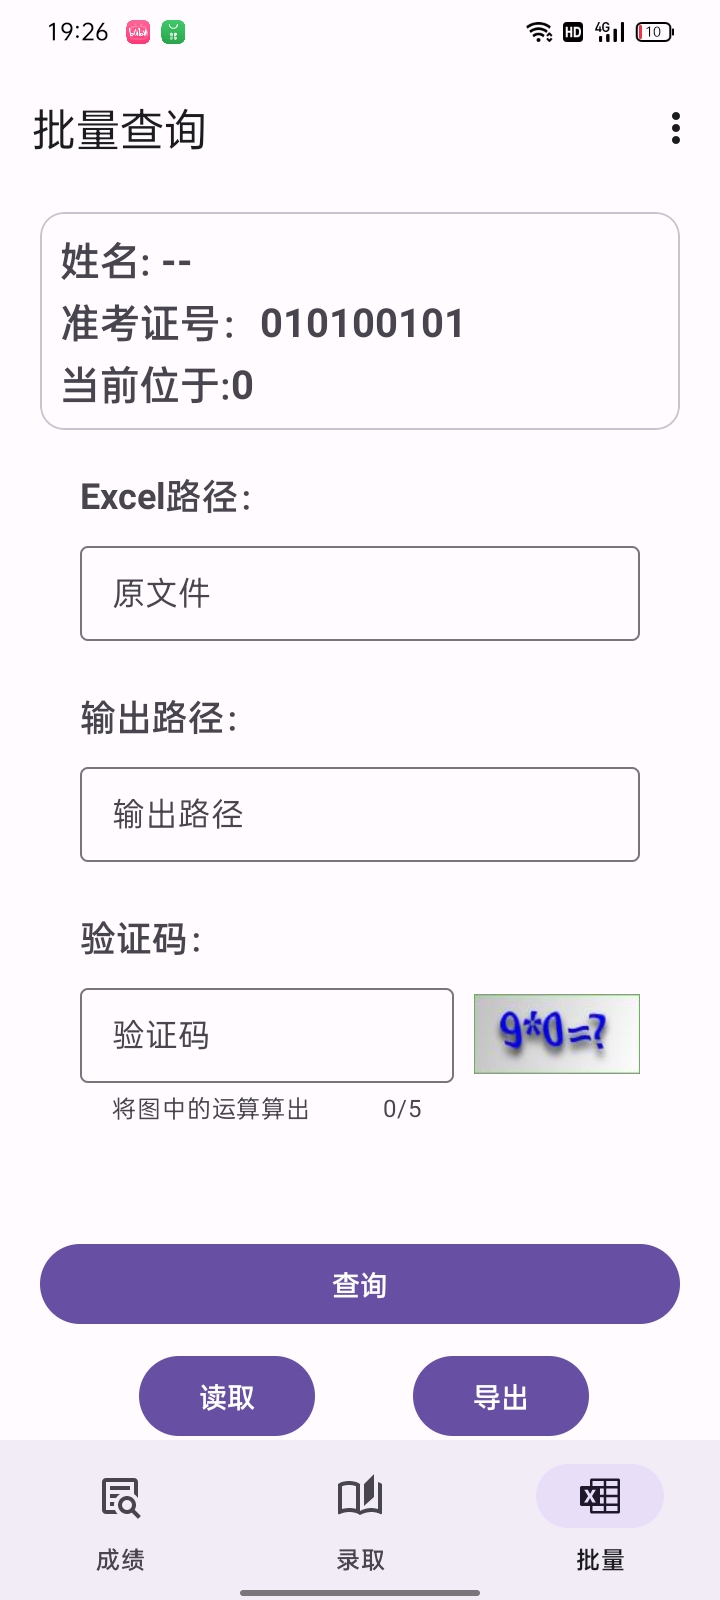 19:26
HD
4G
10
批量查询
姓名: --
准考证号：010100101
当前位于:0
Excel路径：
原文件
输出路径：
输出路径
验证码：
验证码
9*0=?
将图中的运算算出
0/5
查询
读取
导出
成绩
录取
批量